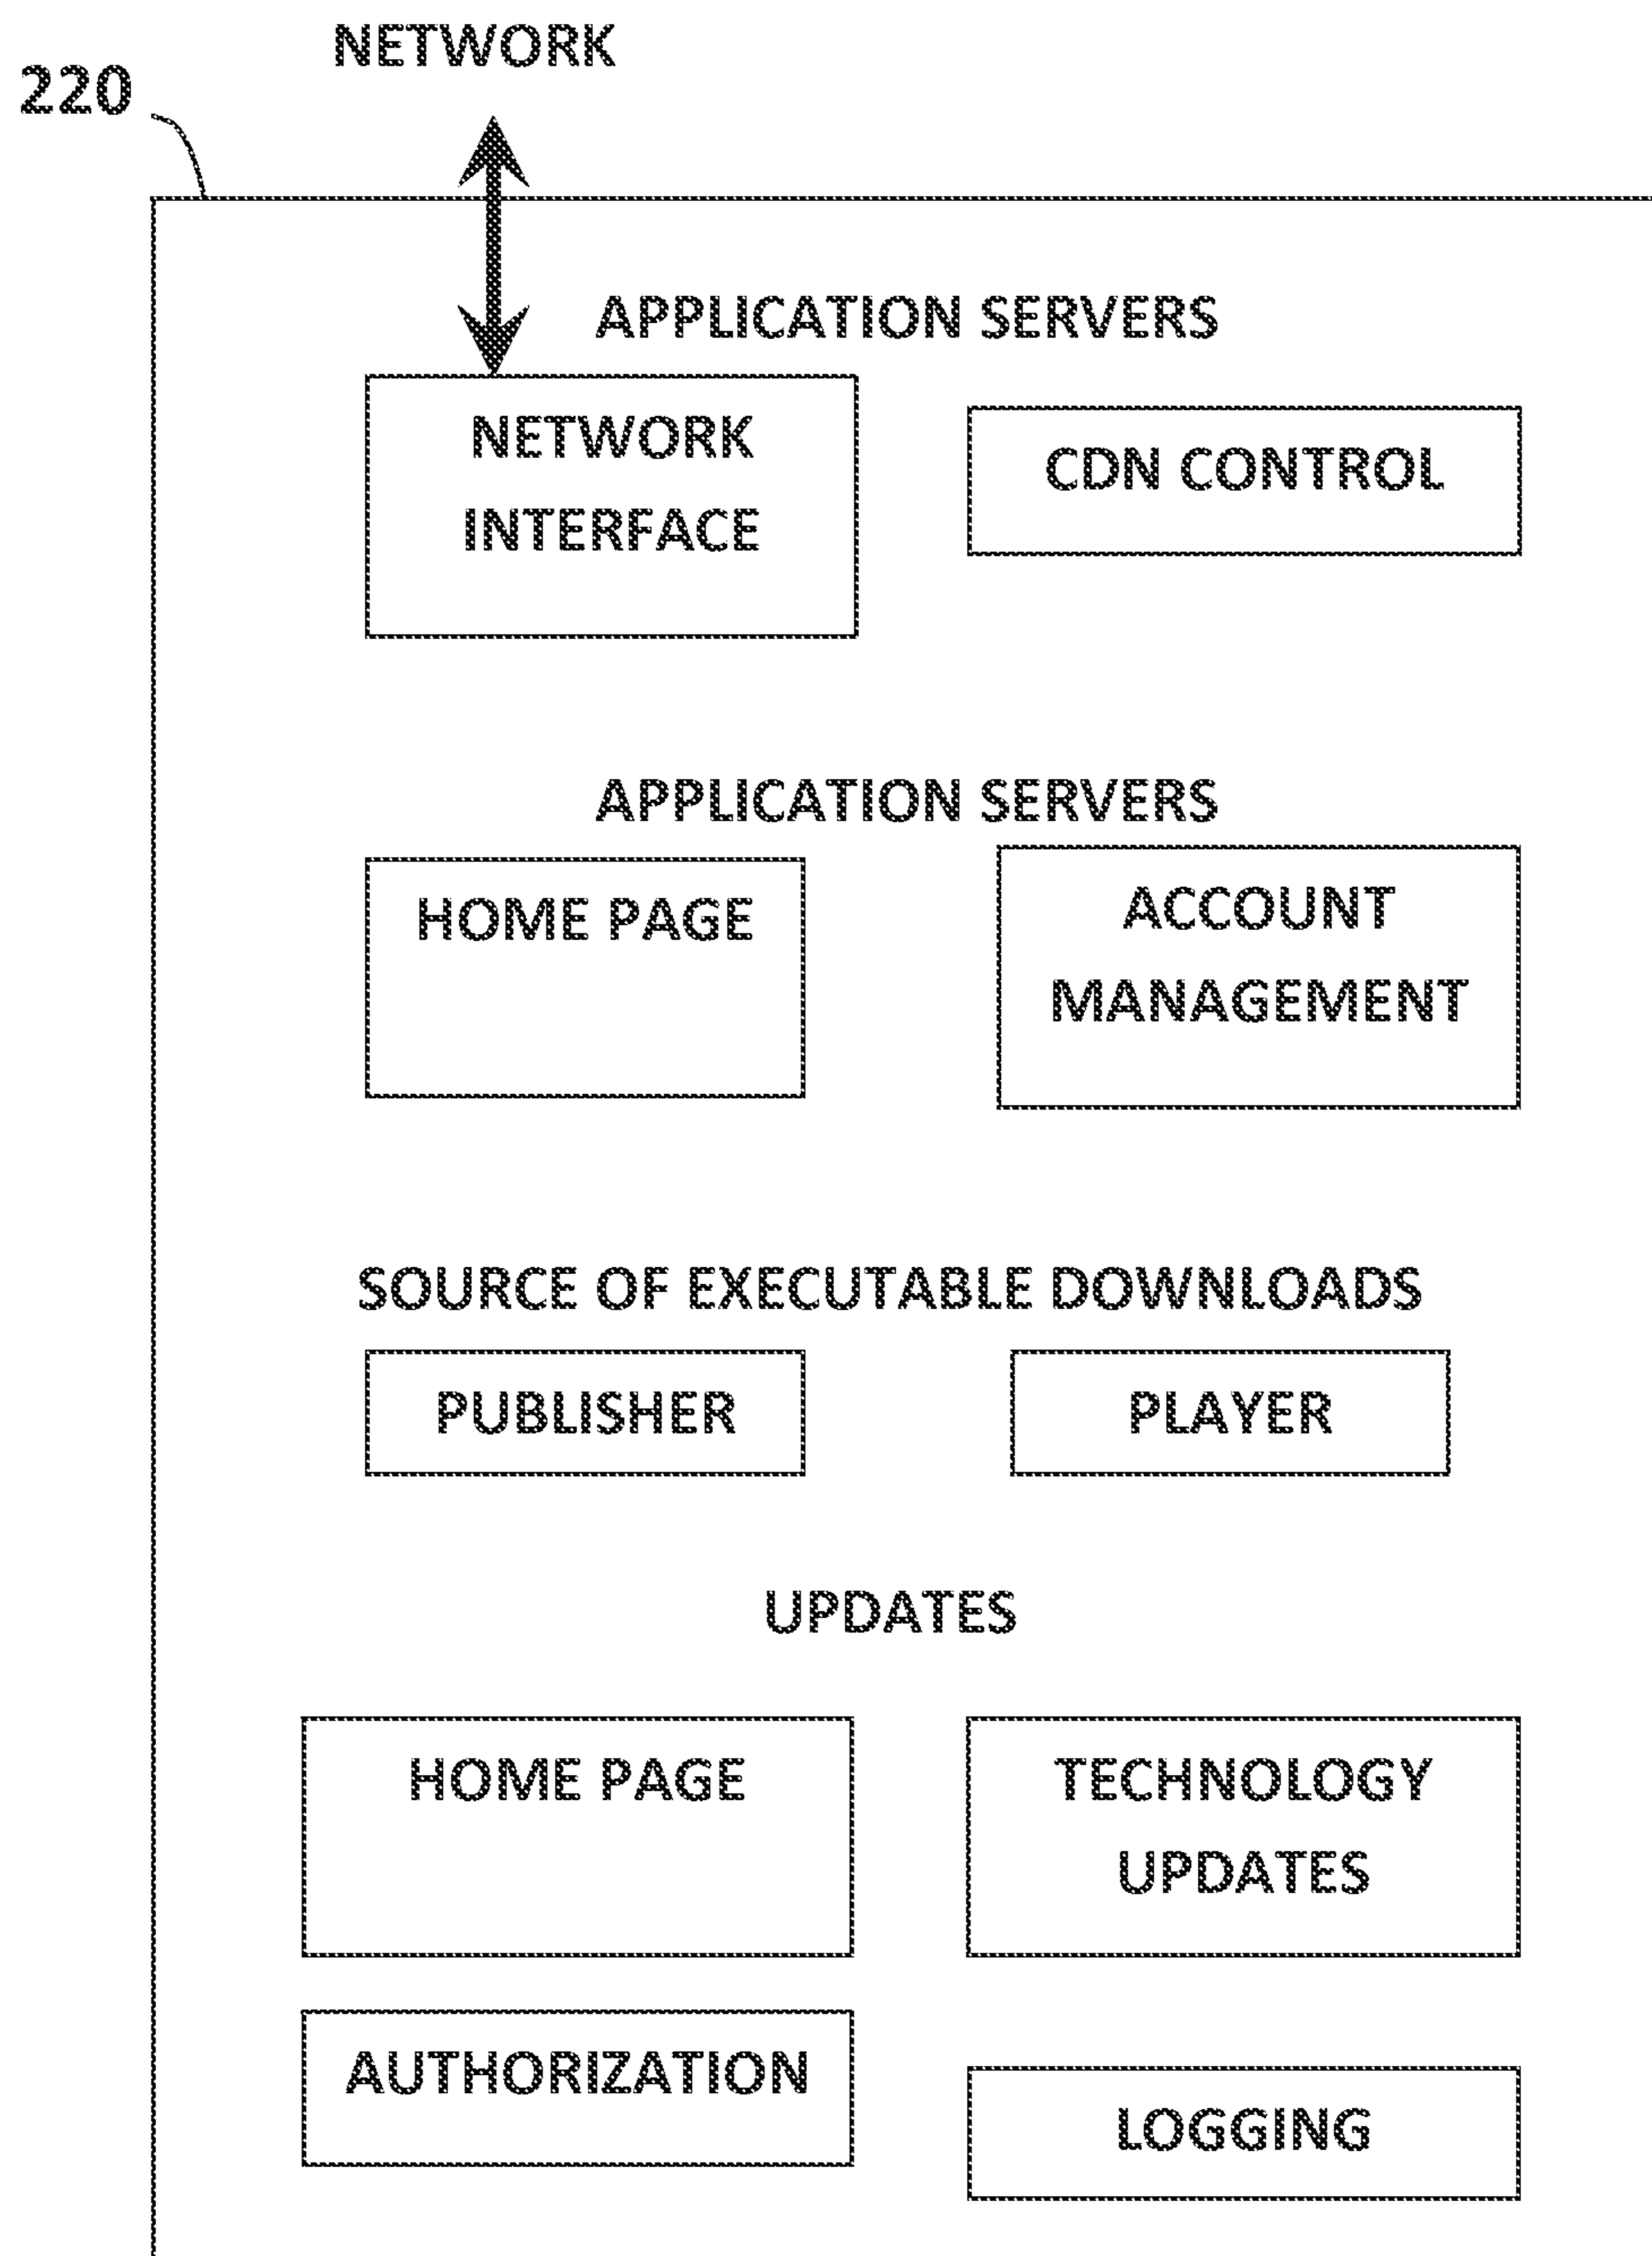 NETWORK
220
APPLICATION SERVERS
NETWORK
INTERFACE
CDN CONTROL
APPLICATION SERVERS
HOME PAGE
ACCOUNT
MANAGEMENT
SOURCE OF EXECUTABLE DOWNLOADS
PUBLISHER
PLAYER
UPDATES
HOME PAGE
TECHNOLOGY
UPDATES
AUTHORIZATION
LOGGING